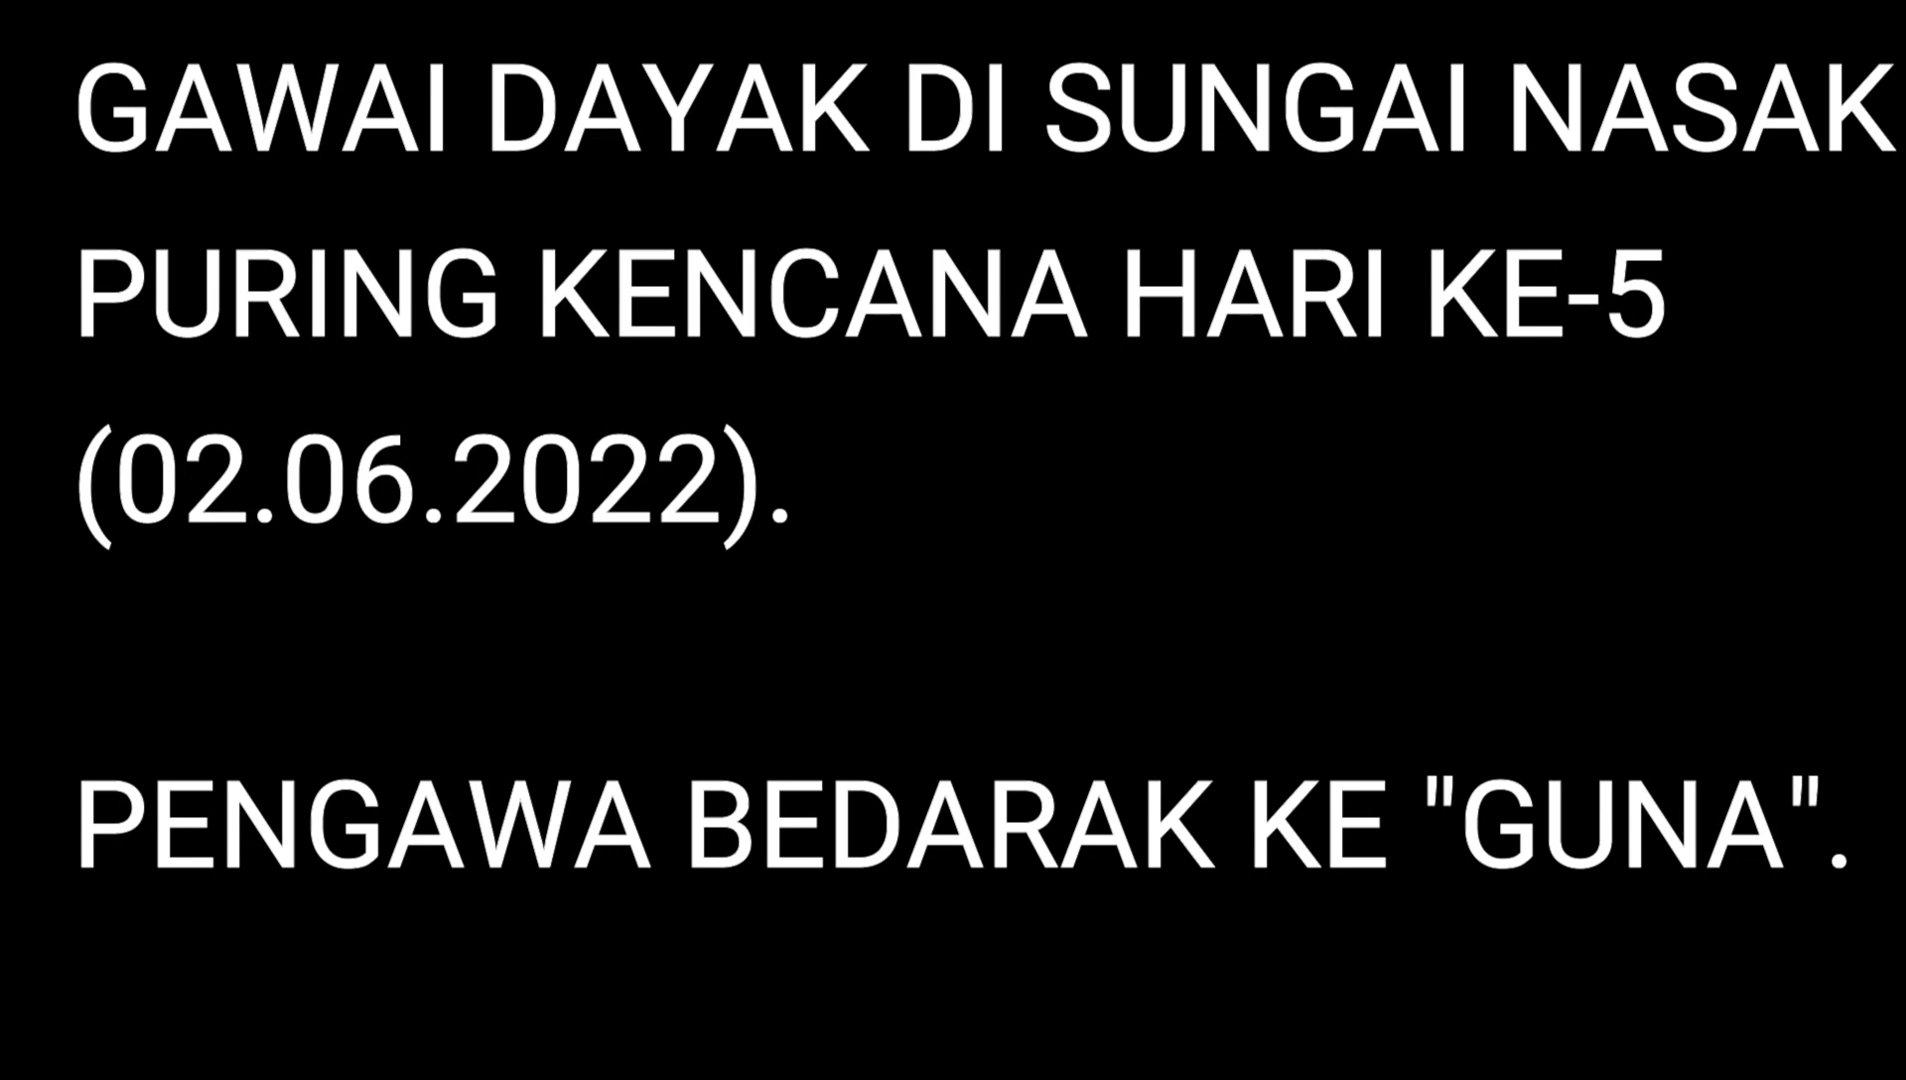 GAWAI DAYAK DI SUNGAI NASAK
PURING KENCANA HARI KE-5
(02.06.2022).
PENGAWA BEDARAK KE "GUNA".